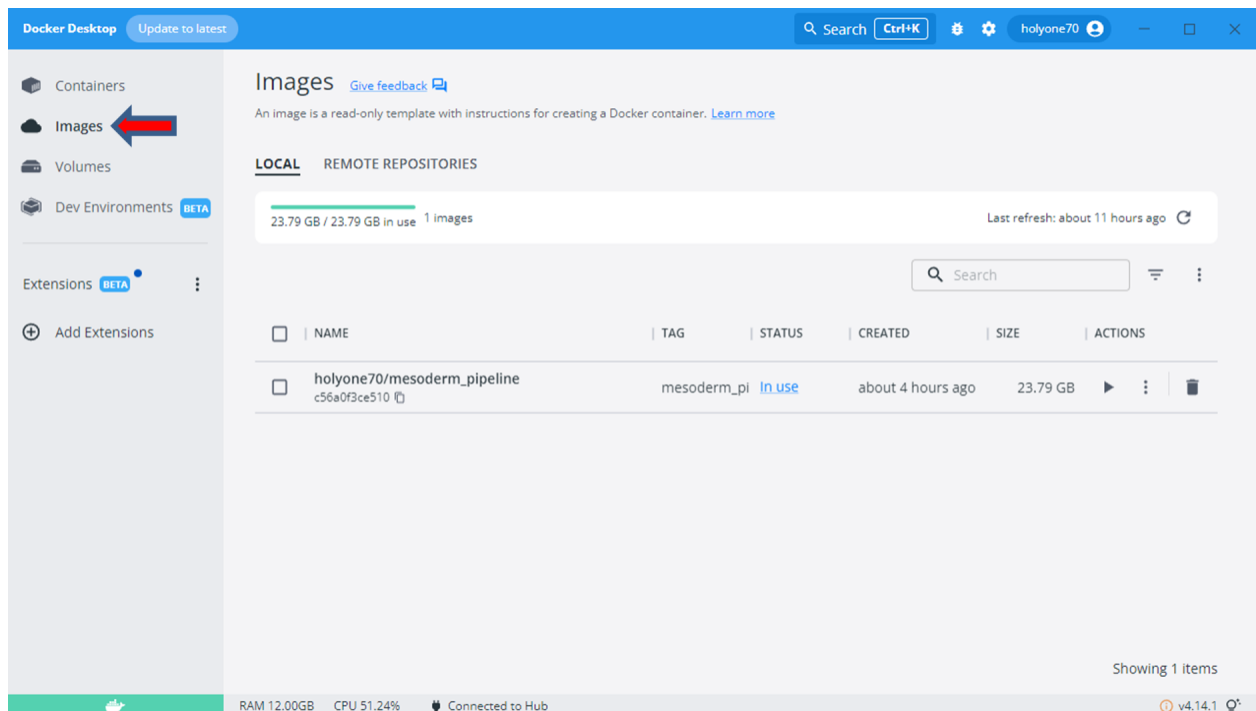 Docker Desktop Update to latest Search Ctrl+K holyone70
Containers
Images
Volumes
Dev Environments BETA
Extensions BETA
Add Extensions
Images Give feedback
An image is a read-only template with instructions for creating a Docker container. Learn more
LOCAL REMOTE REPOSITORIES
23.79 GB / 23.79 GB in use 1 images Last refresh: about 11 hours ago
Search
NAME TAG STATUS CREATED SIZE ACTIONS
holyone70/mesoderm_pipeline
c56a0f3ce510
mesoderm_pi In use about 4 hours ago 23.79 GB
Showing 1 items
RAM 12.00GB CPU 51.24% Connected to Hub v4.14.1